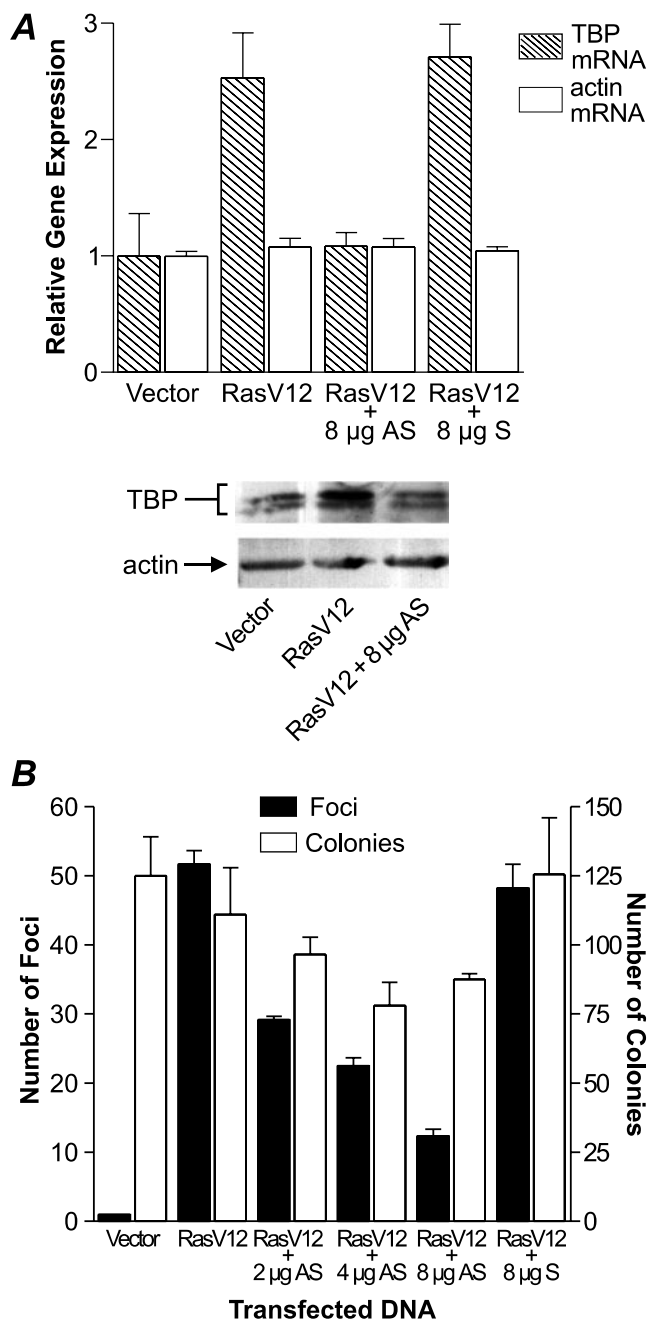 A
Relative Gene Expression
3
2
1
0
TBP
mRNA
actin
mRNA
Vector
RasV12
RasV12
+
8 µg AS
RasV12
+
8 µg S
TBP
actin
Vector
RasV12
RasV12 + 8 µg AS
B
Foci
Colonies
Number of Foci
60
50
40
30
20
10
0
150
125
100
75
50
25
0
Number of Colonies
Vector
RasV12
RasV12
+
2 µg AS
RasV12
+
4 µg AS
RasV12
+
8 µg AS
RasV12
+
8 µg S
Transfected DNA